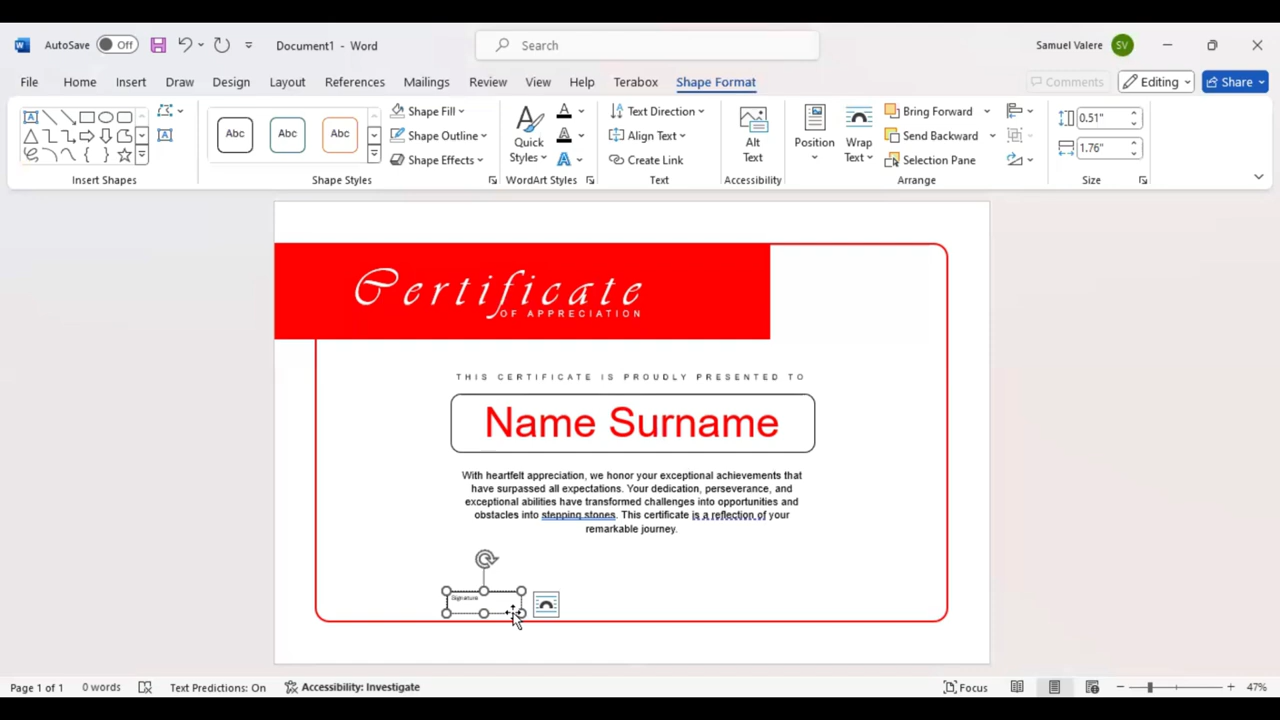 AutoSave Off Document1 - Word Search Samuel Valere SV
File Home Insert Draw Design Layout References Mailings Review View Help Terabox Shape Format Comments Editing Share
Abc Abc Abc
Shape Fill
Shape Outline
Shape Effects
Quick Styles
A
A
A
Text Direction
Align Text
Create Link
Alt Text
Position
Wrap Text
Bring Forward
Send Backward
Selection Pane
0.51"
1.76"
Insert Shapes Shape Styles WordArt Styles Text Accessibility Arrange Size
Certificate
OF APPRECIATION
THIS CERTIFICATE IS PROUDLY PRESENTED TO
Name Surname
With heartfelt appreciation, we honor your exceptional achievements that
have surpassed all expectations. Your dedication, perseverance, and
exceptional abilities have transformed challenges into opportunities and
obstacles into stepping stones. This certificate is a reflection of your
remarkable journey.
Signature
Page 1 of 1 0 words Text Predictions: On Accessibility: Investigate Focus 47%